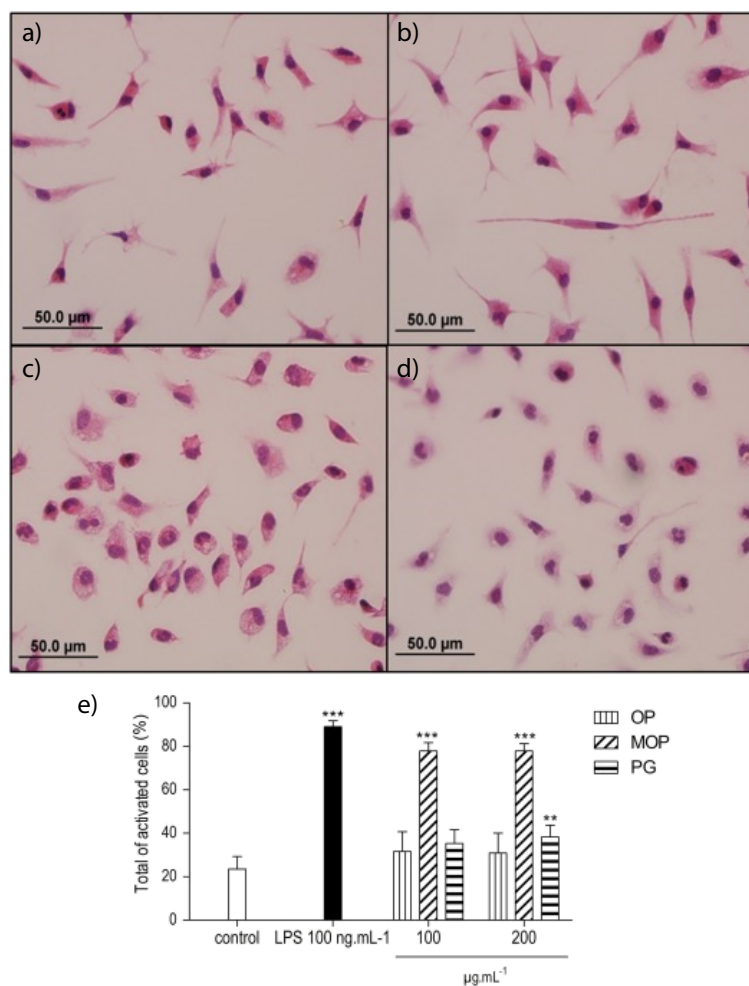 a)
b)
50.0 µm
50.0 µm
c)
d)
50.0 µm
50.0 µm
e)
Total of activated cells (%)
100
80
60
40
20
0
***
***
***
**
OP
MOP
PG
control
LPS 100 ng.mL-1
100
200
µg.mL⁻¹